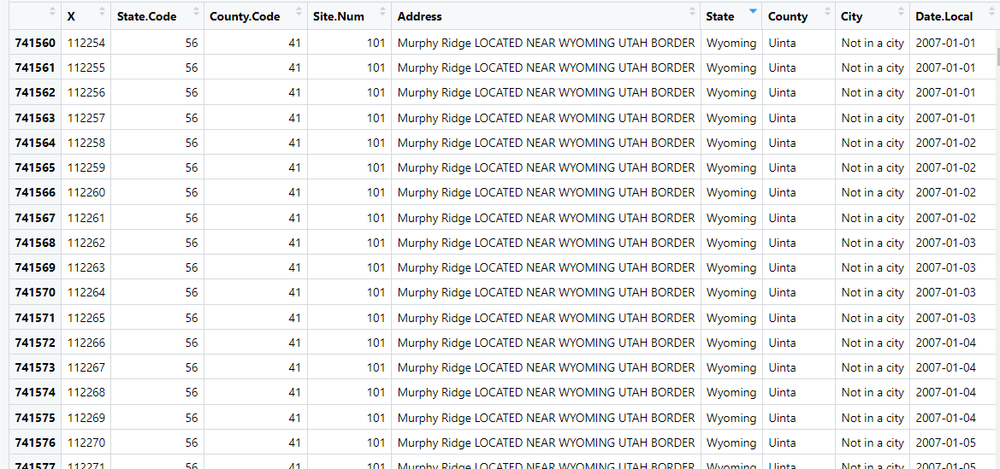 X State.Code County.Code Site.Num Address State County City Date.Local
741560 112254 56 41 101 Murphy Ridge LOCATED NEAR WYOMING UTAH BORDER Wyoming Uinta Not in a city 2007-01-01
741561 112255 56 41 101 Murphy Ridge LOCATED NEAR WYOMING UTAH BORDER Wyoming Uinta Not in a city 2007-01-01
741562 112256 56 41 101 Murphy Ridge LOCATED NEAR WYOMING UTAH BORDER Wyoming Uinta Not in a city 2007-01-01
741563 112257 56 41 101 Murphy Ridge LOCATED NEAR WYOMING UTAH BORDER Wyoming Uinta Not in a city 2007-01-01
741564 112258 56 41 101 Murphy Ridge LOCATED NEAR WYOMING UTAH BORDER Wyoming Uinta Not in a city 2007-01-02
741565 112259 56 41 101 Murphy Ridge LOCATED NEAR WYOMING UTAH BORDER Wyoming Uinta Not in a city 2007-01-02
741566 112260 56 41 101 Murphy Ridge LOCATED NEAR WYOMING UTAH BORDER Wyoming Uinta Not in a city 2007-01-02
741567 112261 56 41 101 Murphy Ridge LOCATED NEAR WYOMING UTAH BORDER Wyoming Uinta Not in a city 2007-01-02
741568 112262 56 41 101 Murphy Ridge LOCATED NEAR WYOMING UTAH BORDER Wyoming Uinta Not in a city 2007-01-03
741569 112263 56 41 101 Murphy Ridge LOCATED NEAR WYOMING UTAH BORDER Wyoming Uinta Not in a city 2007-01-03
741570 112264 56 41 101 Murphy Ridge LOCATED NEAR WYOMING UTAH BORDER Wyoming Uinta Not in a city 2007-01-03
741571 112265 56 41 101 Murphy Ridge LOCATED NEAR WYOMING UTAH BORDER Wyoming Uinta Not in a city 2007-01-03
741572 112266 56 41 101 Murphy Ridge LOCATED NEAR WYOMING UTAH BORDER Wyoming Uinta Not in a city 2007-01-04
741573 112267 56 41 101 Murphy Ridge LOCATED NEAR WYOMING UTAH BORDER Wyoming Uinta Not in a city 2007-01-04
741574 112268 56 41 101 Murphy Ridge LOCATED NEAR WYOMING UTAH BORDER Wyoming Uinta Not in a city 2007-01-04
741575 112269 56 41 101 Murphy Ridge LOCATED NEAR WYOMING UTAH BORDER Wyoming Uinta Not in a city 2007-01-04
741576 112270 56 41 101 Murphy Ridge LOCATED NEAR WYOMING UTAH BORDER Wyoming Uinta Not in a city 2007-01-05
741577 112271 56 41 101 Murphy Ridge LOCATED NEAR WYOMING UTAH BORDER Wyoming Uinta Not in a city 2007-01-05